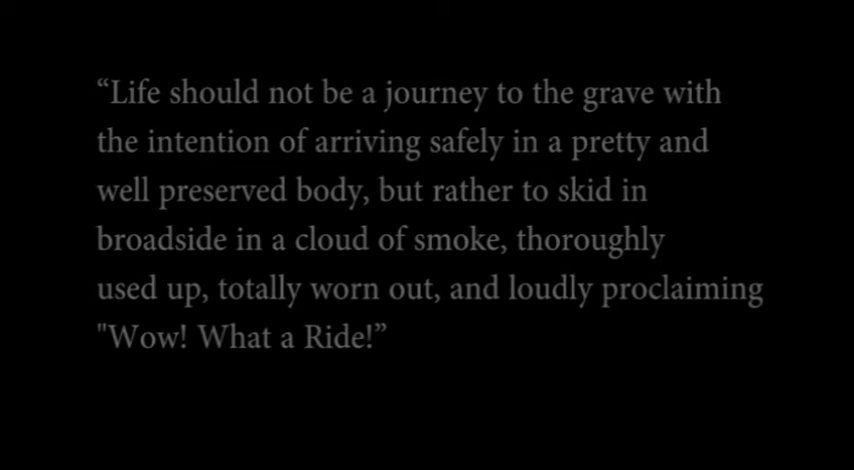 “Life should not be a journey to the grave with
the intention of arriving safely in a pretty and
well preserved body, but rather to skid in
broadside in a cloud of smoke, thoroughly
used up, totally worn out, and loudly proclaiming
"Wow! What a Ride!”